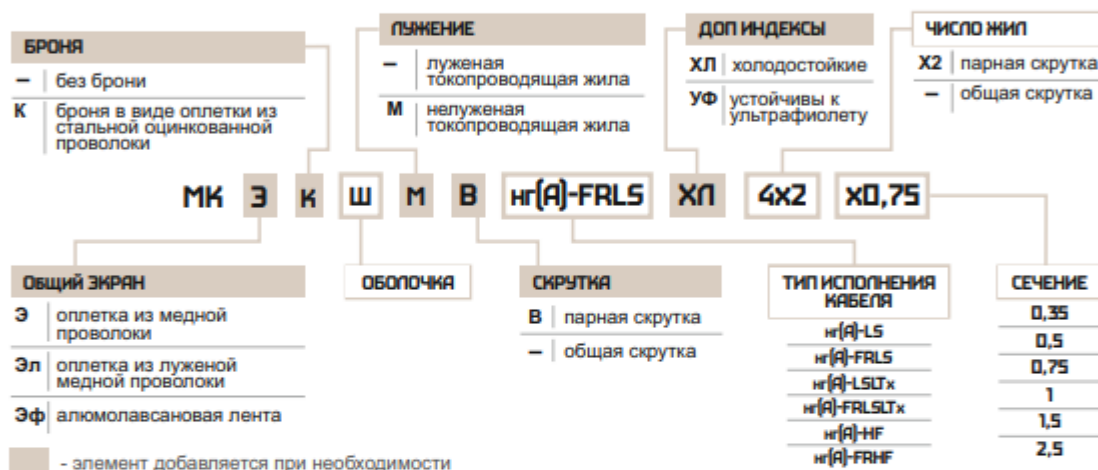 БРОНЯ
– без брони
К броня в виде оплетки из
стальной оцинкованной
проволоки
ЛУЖЕНИЕ
– луженая
токопроводящая жила
М нелуженая
токопроводящая жила
ДОП ИНДЕКСЫ
ХЛ холодостойкие
УФ устойчивы к
ультрафиолету
ЧИСЛО ЖИЛ
Х2 парная скрутка
– общая скрутка
МК Э К Ш М В нг(А)-FRLS ХЛ 4х2 х0,75
Общий ЭКРАН
Э оплетка из медной
проволоки
Эл оплетка из луженой
медной проволоки
Эф алюмолавсановая лента
ОБОЛОЧКА
СКРУТКА
В парная скрутка
– общая скрутка
ТИП ИСПОЛНЕНИЯ
КАБЕЛЯ
нг(А)-LS
нг(А)-FRLS
нг(А)-LSLTx
нг(А)-FRLSLTx
нг(А)-HF
нг(А)-FRHF
СЕЧЕНИЕ
0,35
0,5
0,75
1
1,5
2,5
- элемент добавляется при необходимости